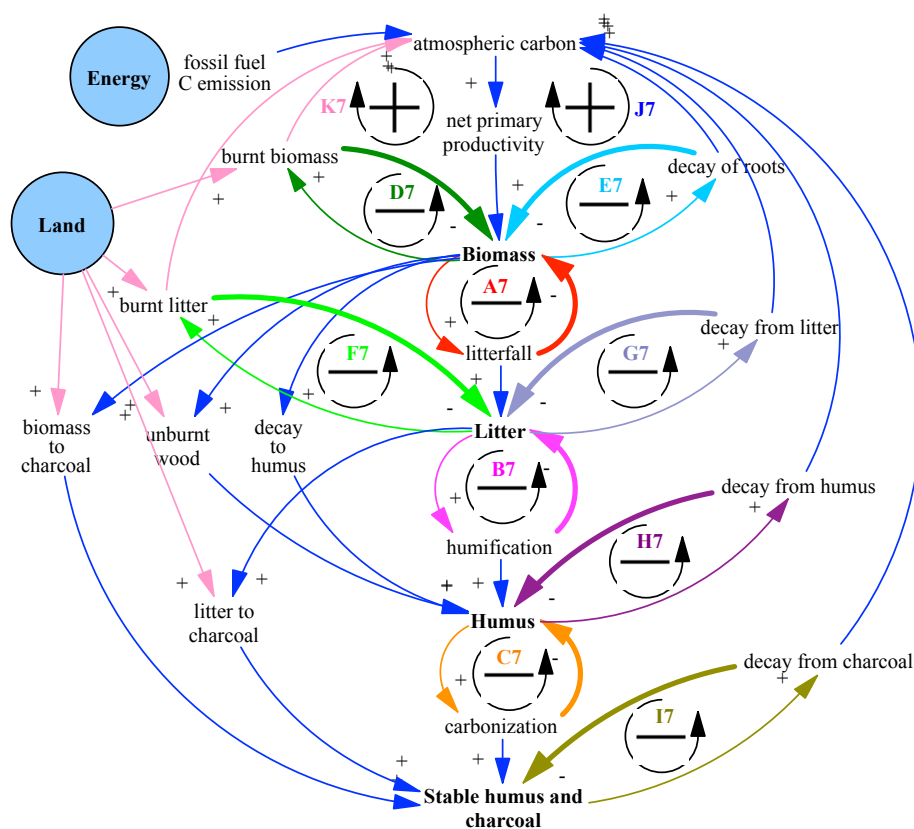 atmospheric carbon
fossil fuel
C emission
Energy
K7
J7
net primary
productivity
burnt biomass
decay of roots
D7
E7
Land
Biomass
A7
burnt litter
decay from litter
litterfall
F7
G7
biomass
to
charcoal
unburnt
wood
decay
to
humus
Litter
B7
decay from humus
humification
H7
litter to
charcoal
Humus
C7
decay from charcoal
carbonization
I7
Stable humus and
charcoal